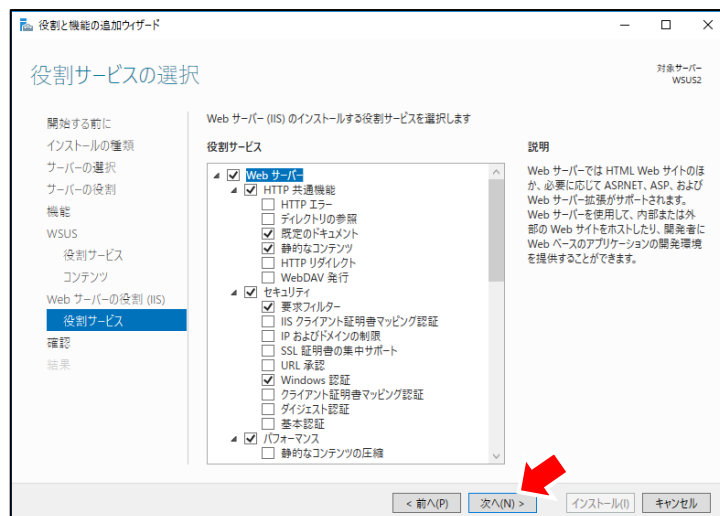 役割と機能の追加ウィザード
役割サービスの選択
対象サーバー
WSUS2
開始する前に
インストールの種類
サーバーの選択
サーバーの役割
機能
WSUS
役割サービス
コンテンツ
Web サーバーの役割 (IIS)
役割サービス
確認
結果
Web サーバー (IIS) のインストールする役割サービスを選択します
役割サービス
Web サーバー
HTTP 共通機能
HTTP エラー
ディレクトリの参照
既定のドキュメント
静的なコンテンツ
HTTP リダイレクト
WebDAV 発行
セキュリティ
要求フィルター
IIS クライアント証明書マッピング認証
IP およびドメインの制限
SSL 証明書の集中サポート
URL 承認
Windows 認証
クライアント証明書マッピング認証
ダイジェスト認証
基本認証
パフォーマンス
静的なコンテンツの圧縮
説明
Web サーバーでは HTML Web サイトのほ
か、必要に応じて ASP.NET、ASP、および
Web サーバー拡張がサポートされます。
Web サーバーを使用して、内部または外
部の Web サイトをホストしたり、開発者に
Web ベースのアプリケーションの開発環境
を提供することができます。
< 前へ(P)
次へ(N) >
インストール(I)
キャンセル